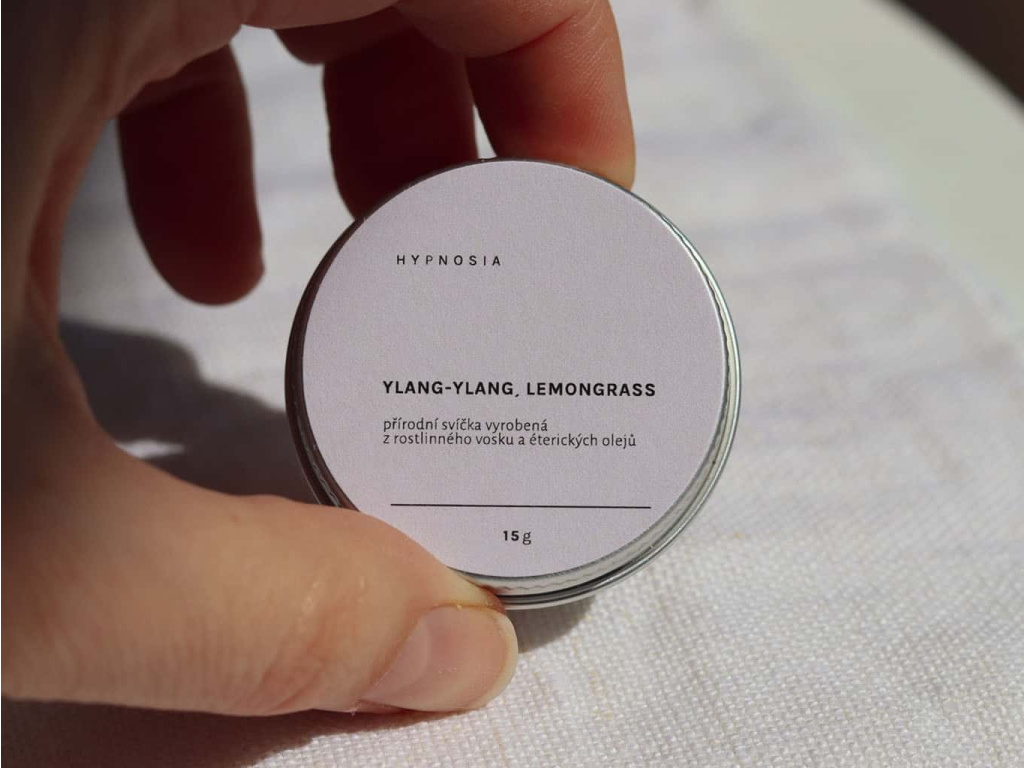 HYPNOSIA
YLANG-YLANG, LEMONGRASS
přírodní svíčka vyrobená
z rostlinného vosku a éterických olejů
15g